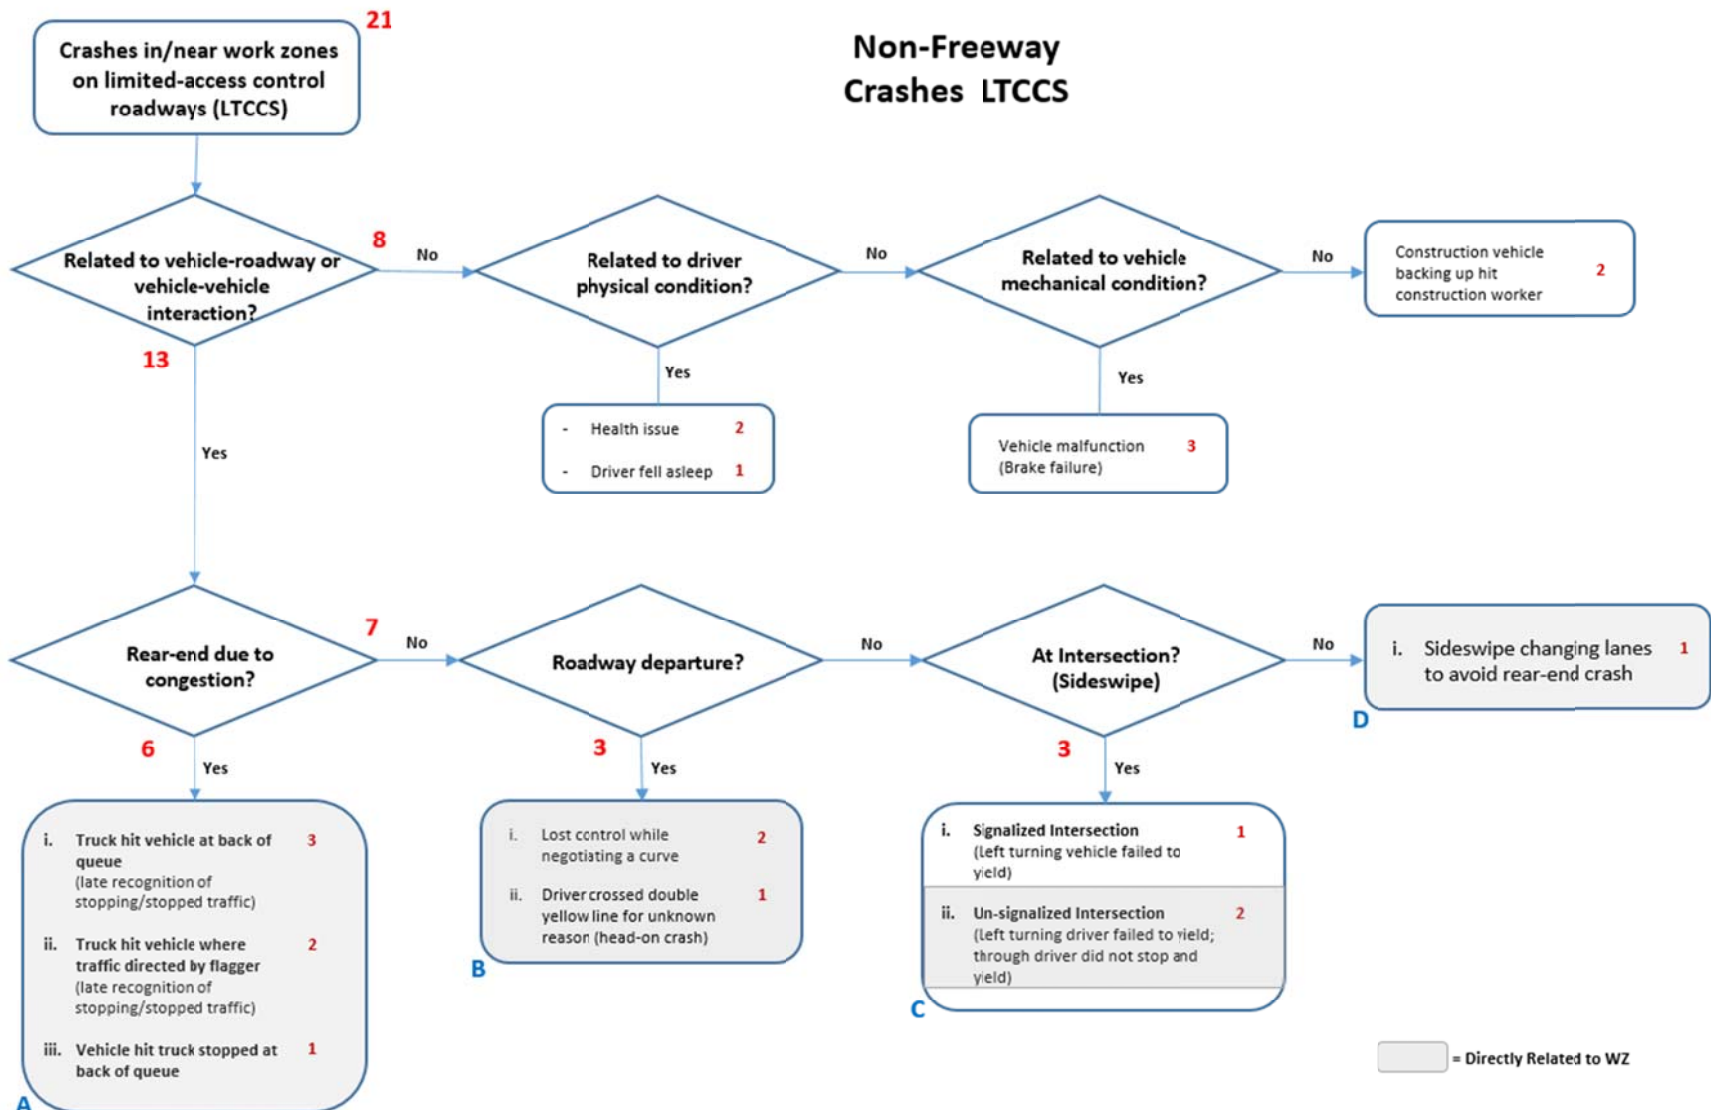 Non-Freeway
Crashes LTCCS
21
Crashes in/near work zones
on limited-access control
roadways (LTCCS)
Related to vehicle-roadway or
vehicle-vehicle
interaction?
8
No
Related to driver
physical condition?
No
Related to vehicle
mechanical condition?
No
Construction vehicle
backing up hit
construction worker
2
13
Yes
Yes
- Health issue 2
- Driver fell asleep 1
Yes
Vehicle malfunction 3
(Brake failure)
Rear-end due to
congestion?
7
No
Roadway departure?
No
At Intersection?
(Sideswipe)
No
i. Sideswipe changing lanes 1
to avoid rear-end crash
D
6
Yes
i. Truck hit vehicle at back of 3
queue
(late recognition of
stopping/stopped traffic)
ii. Truck hit vehicle where 2
traffic directed by flagger
(late recognition of
stopping/stopped traffic)
iii. Vehicle hit truck stopped at 1
back of queue
A
3
Yes
i. Lost control while 2
negotiating a curve
ii. Driver crossed double 1
yellow line for unknown
reason (head-on crash)
B
3
Yes
i. Signalized Intersection 1
(Left turning vehicle failed to
yield)
ii. Un-signalized Intersection 2
(Left turning driver failed to yield;
through driver did not stop and
yield)
C
= Directly Related to WZ